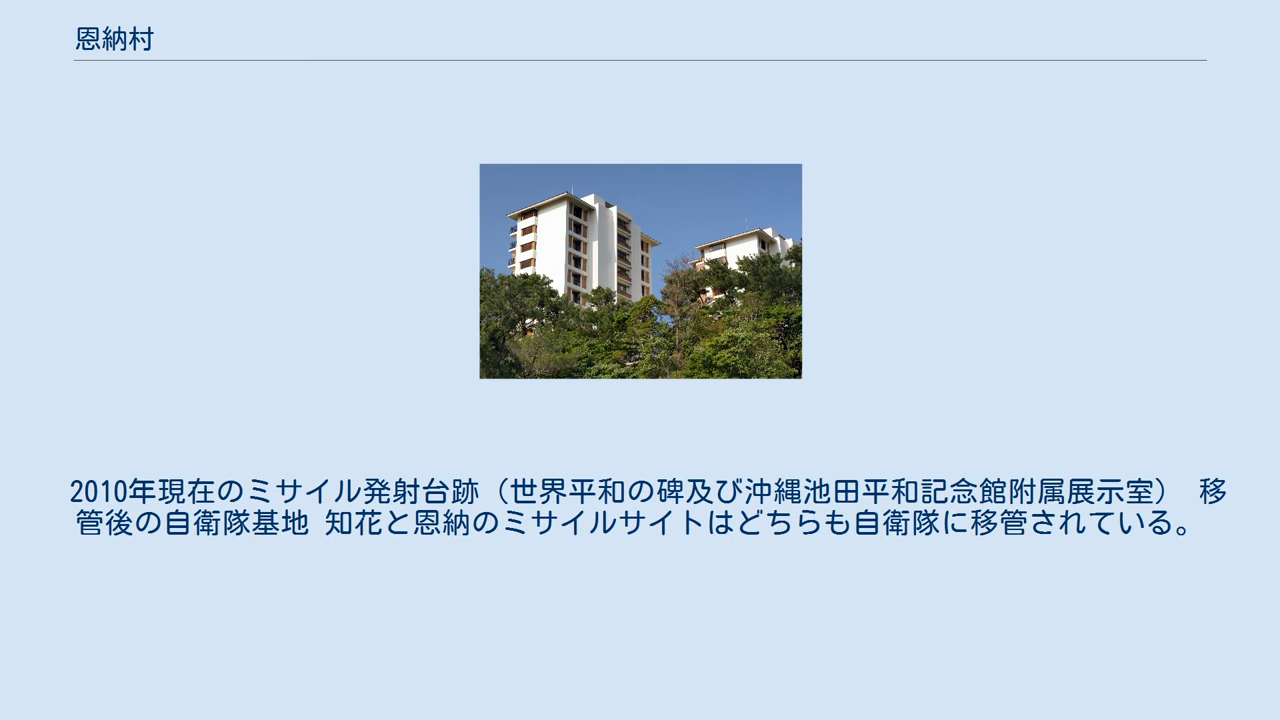 恩納村
2010年現在のミサイル発射台跡（世界平和の碑及び沖縄池田平和記念館附属展示室） 移
管後の自衛隊基地 知花と恩納のミサイルサイトはどちらも自衛隊に移管されている。